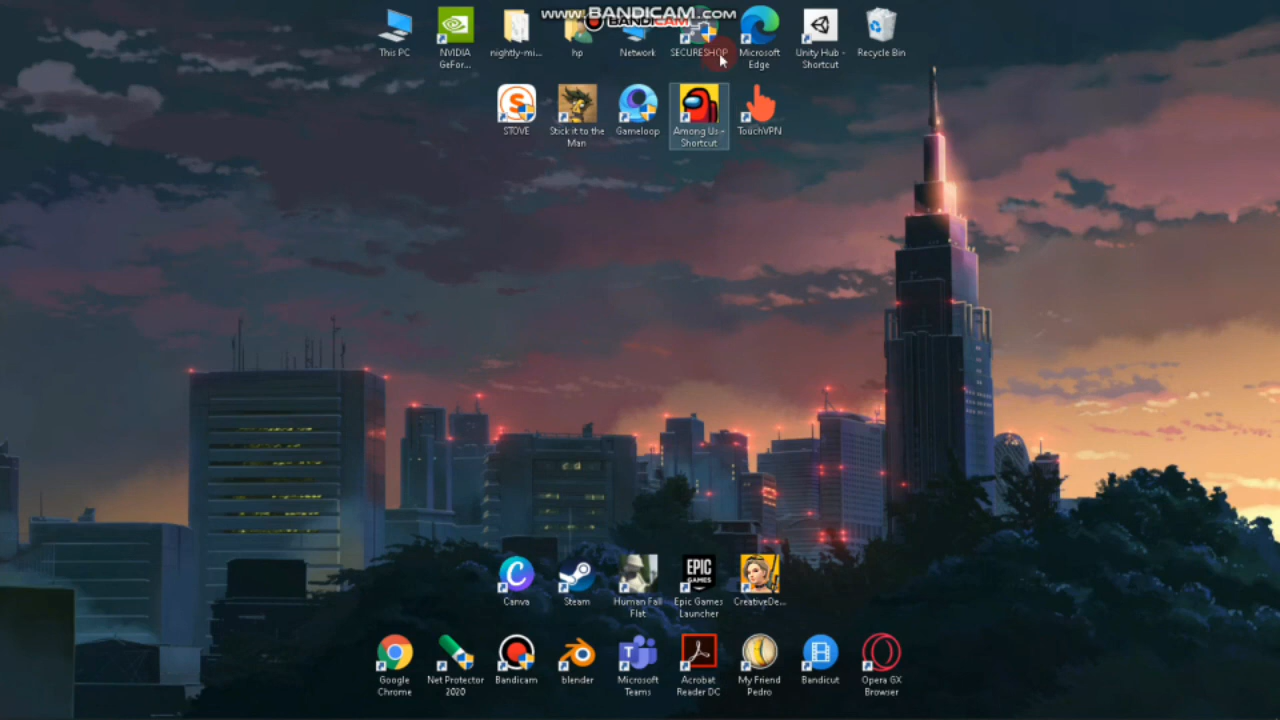 www.BANDICAM.com
BANDICAM
This PC
NVIDIA
GeFor...
nightly-mi...
hp
Network
SECURESHOP
Microsoft
Edge
Unity Hub -
Shortcut
Recycle Bin
STOVE
Stick it to the
Man
Gameloop
Among Us -
Shortcut
TouchVPN
Canva
Steam
Human Fall
Flat
EPIC
GAMES
Epic Games
Launcher
CreativeDe...
Google
Chrome
Net Protector
2020
Bandicam
blender
Microsoft
Teams
Acrobat
Reader DC
My Friend
Pedro
Bandicut
Opera GX
Browser